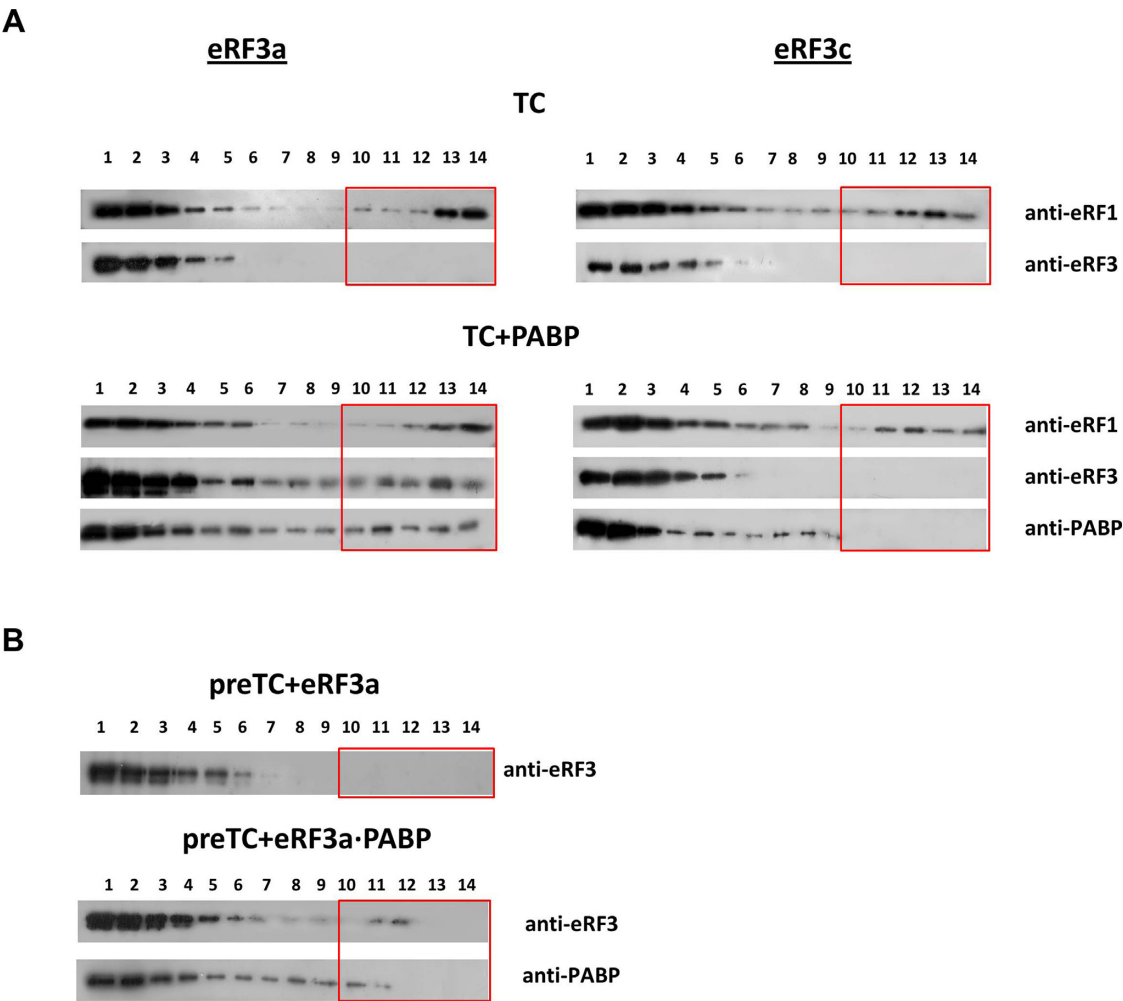 A
eRF3a eRF3c
TC
1 2 3 4 5 6 7 8 9 10 11 12 13 14 1 2 3 4 5 6 7 8 9 10 11 12 13 14
anti-eRF1
anti-eRF3
TC+PABP
1 2 3 4 5 6 7 8 9 10 11 12 13 14 1 2 3 4 5 6 7 8 9 10 11 12 13 14
anti-eRF1
anti-eRF3
anti-PABP
B
preTC+eRF3a
1 2 3 4 5 6 7 8 9 10 11 12 13 14
anti-eRF3
preTC+eRF3a·PABP
1 2 3 4 5 6 7 8 9 10 11 12 13 14
anti-eRF3
anti-PABP